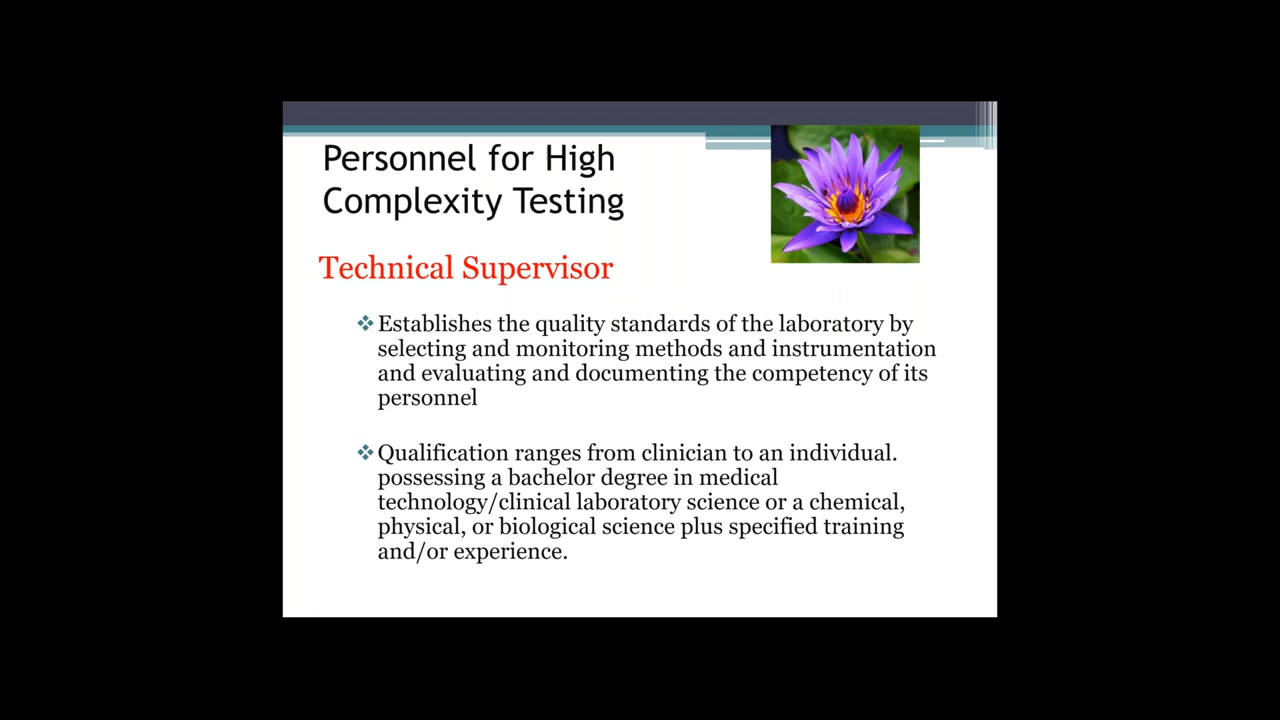 Personnel for High
Complexity Testing
Technical Supervisor
❖Establishes the quality standards of the laboratory by
selecting and monitoring methods and instrumentation
and evaluating and documenting the competency of its
personnel
❖Qualification ranges from clinician to an individual.
possessing a bachelor degree in medical
technology/clinical laboratory science or a chemical,
physical, or biological science plus specified training
and/or experience.